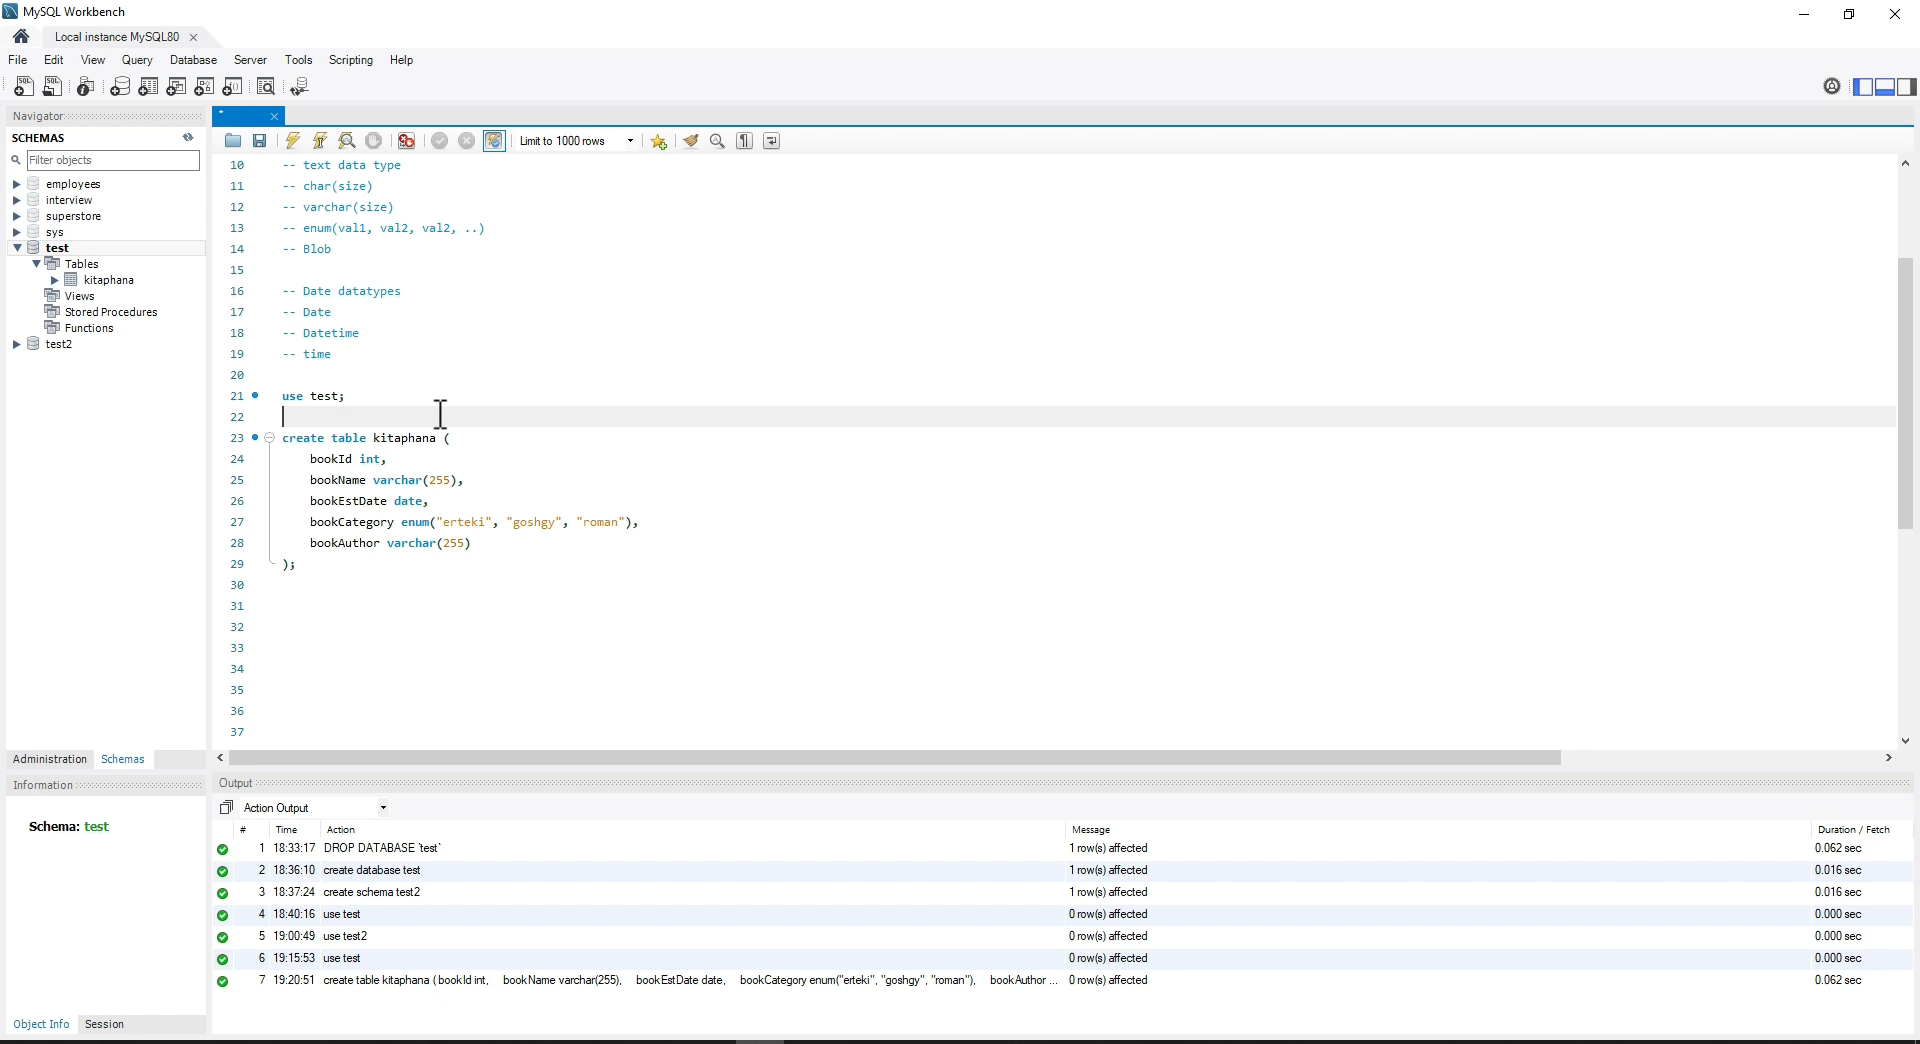 MySQL Workbench
Local instance MySQL80
File Edit View Query Database Server Tools Scripting Help
Navigator
SCHEMAS
Filter objects
employees
interview
superstore
sys
test
Tables
kitaphana
Views
Stored Procedures
Functions
test2
Administration Schemas
Information
Schema: test
Object Info Session
Limit to 1000 rows
10 -- text data type
11 -- char(size)
12 -- varchar(size)
13 -- enum(val1, val2, val2, ..)
14 -- Blob
15
16 -- Date datatypes
17 -- Date
18 -- Datetime
19 -- time
20
21 use test;
22
23 create table kitaphana (
24 bookId int,
25 bookName varchar(255),
26 bookEstDate date,
27 bookCategory enum("erteki", "goshgy", "roman"),
28 bookAuthor varchar(255)
29 );
30
31
32
33
34
35
36
37
Output
Action Output
# Time Action Message Duration / Fetch
1 18:33:17 DROP DATABASE `test` 1 row(s) affected 0.062 sec
2 18:36:10 create database test 1 row(s) affected 0.016 sec
3 18:37:24 create schema test2 1 row(s) affected 0.016 sec
4 18:40:16 use test 0 row(s) affected 0.000 sec
5 19:00:49 use test2 0 row(s) affected 0.000 sec
6 19:15:53 use test 0 row(s) affected 0.000 sec
7 19:20:51 create table kitaphana ( bookId int, bookName varchar(255), bookEstDate date, bookCategory enum("erteki", "goshgy", "roman"), bookAuthor ... 0 row(s) affected 0.062 sec